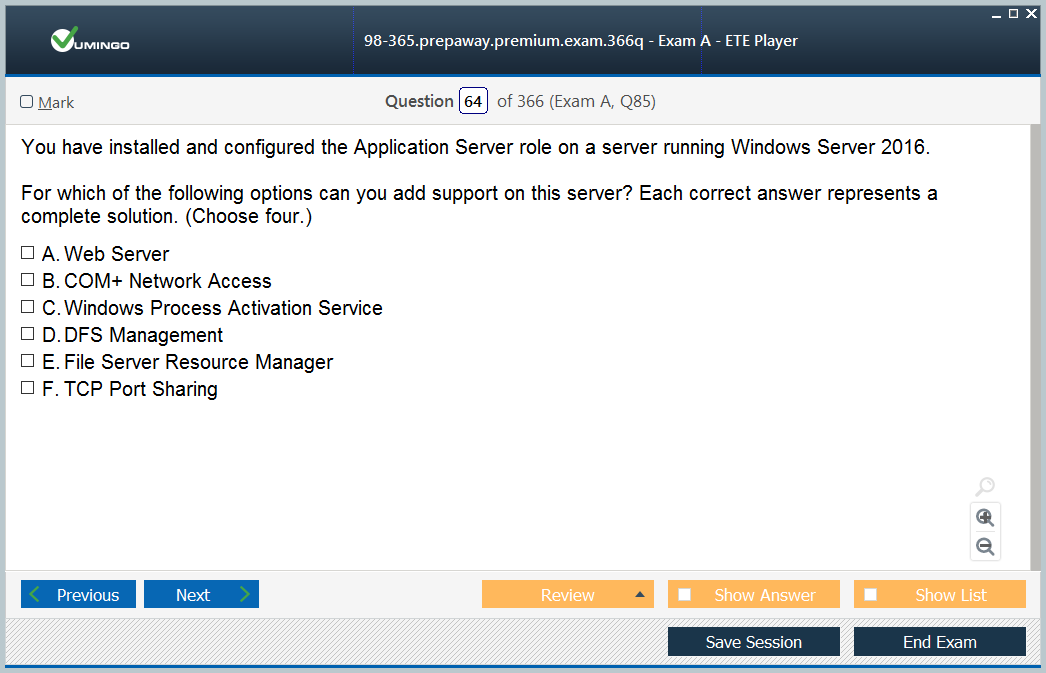 VUMINGO
98-365.prepaway.premium.exam.366q - Exam A - ETE Player
Mark
Question 64 of 366 (Exam A, Q85)
You have installed and configured the Application Server role on a server running Windows Server 2016.
For which of the following options can you add support on this server? Each correct answer represents a
complete solution. (Choose four.)
A. Web Server
B. COM+ Network Access
C. Windows Process Activation Service
D. DFS Management
E. File Server Resource Manager
F. TCP Port Sharing
Previous
Next
Review
Show Answer
Show List
Save Session
End Exam